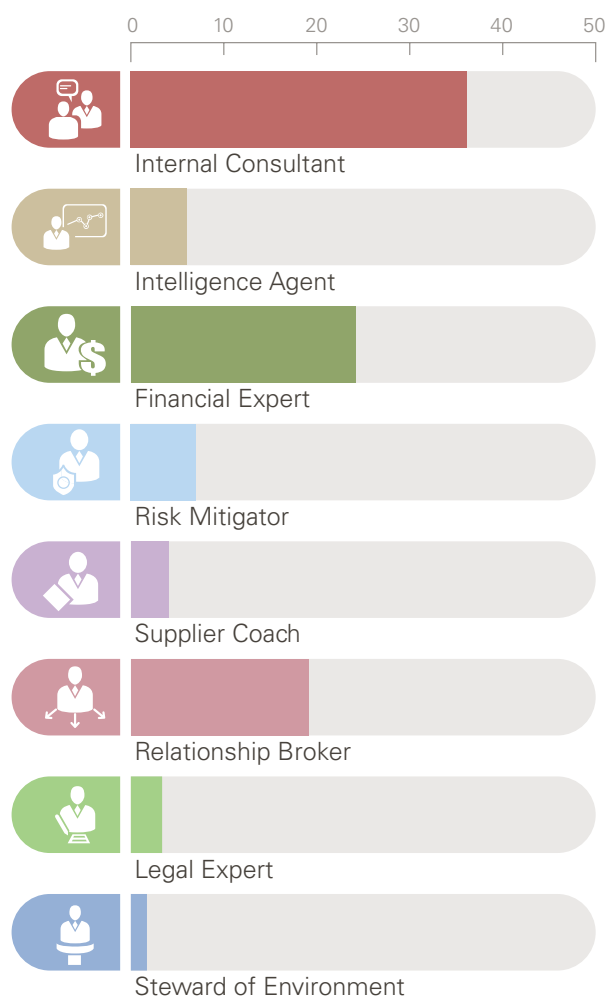 0 10 20 30 40 50
Internal Consultant
Intelligence Agent
Financial Expert
$
Risk Mitigator
Supplier Coach
Relationship Broker
Legal Expert
Steward of Environment